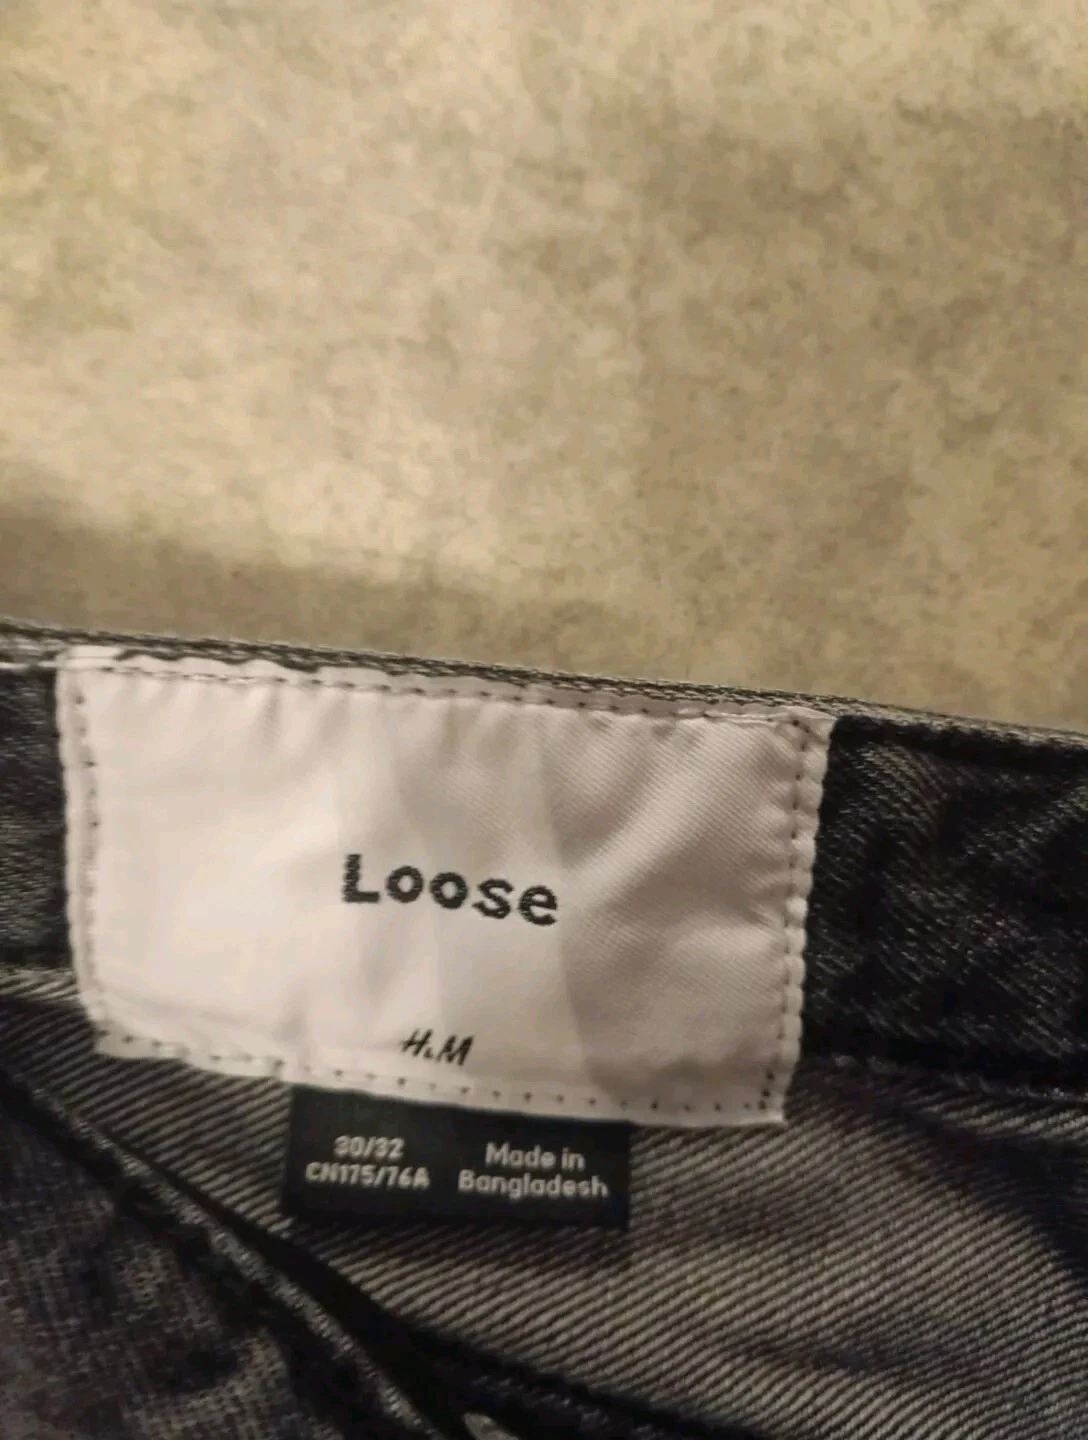 Loose
H&M
30/32
CN175/76A
Made in
Bangladesh